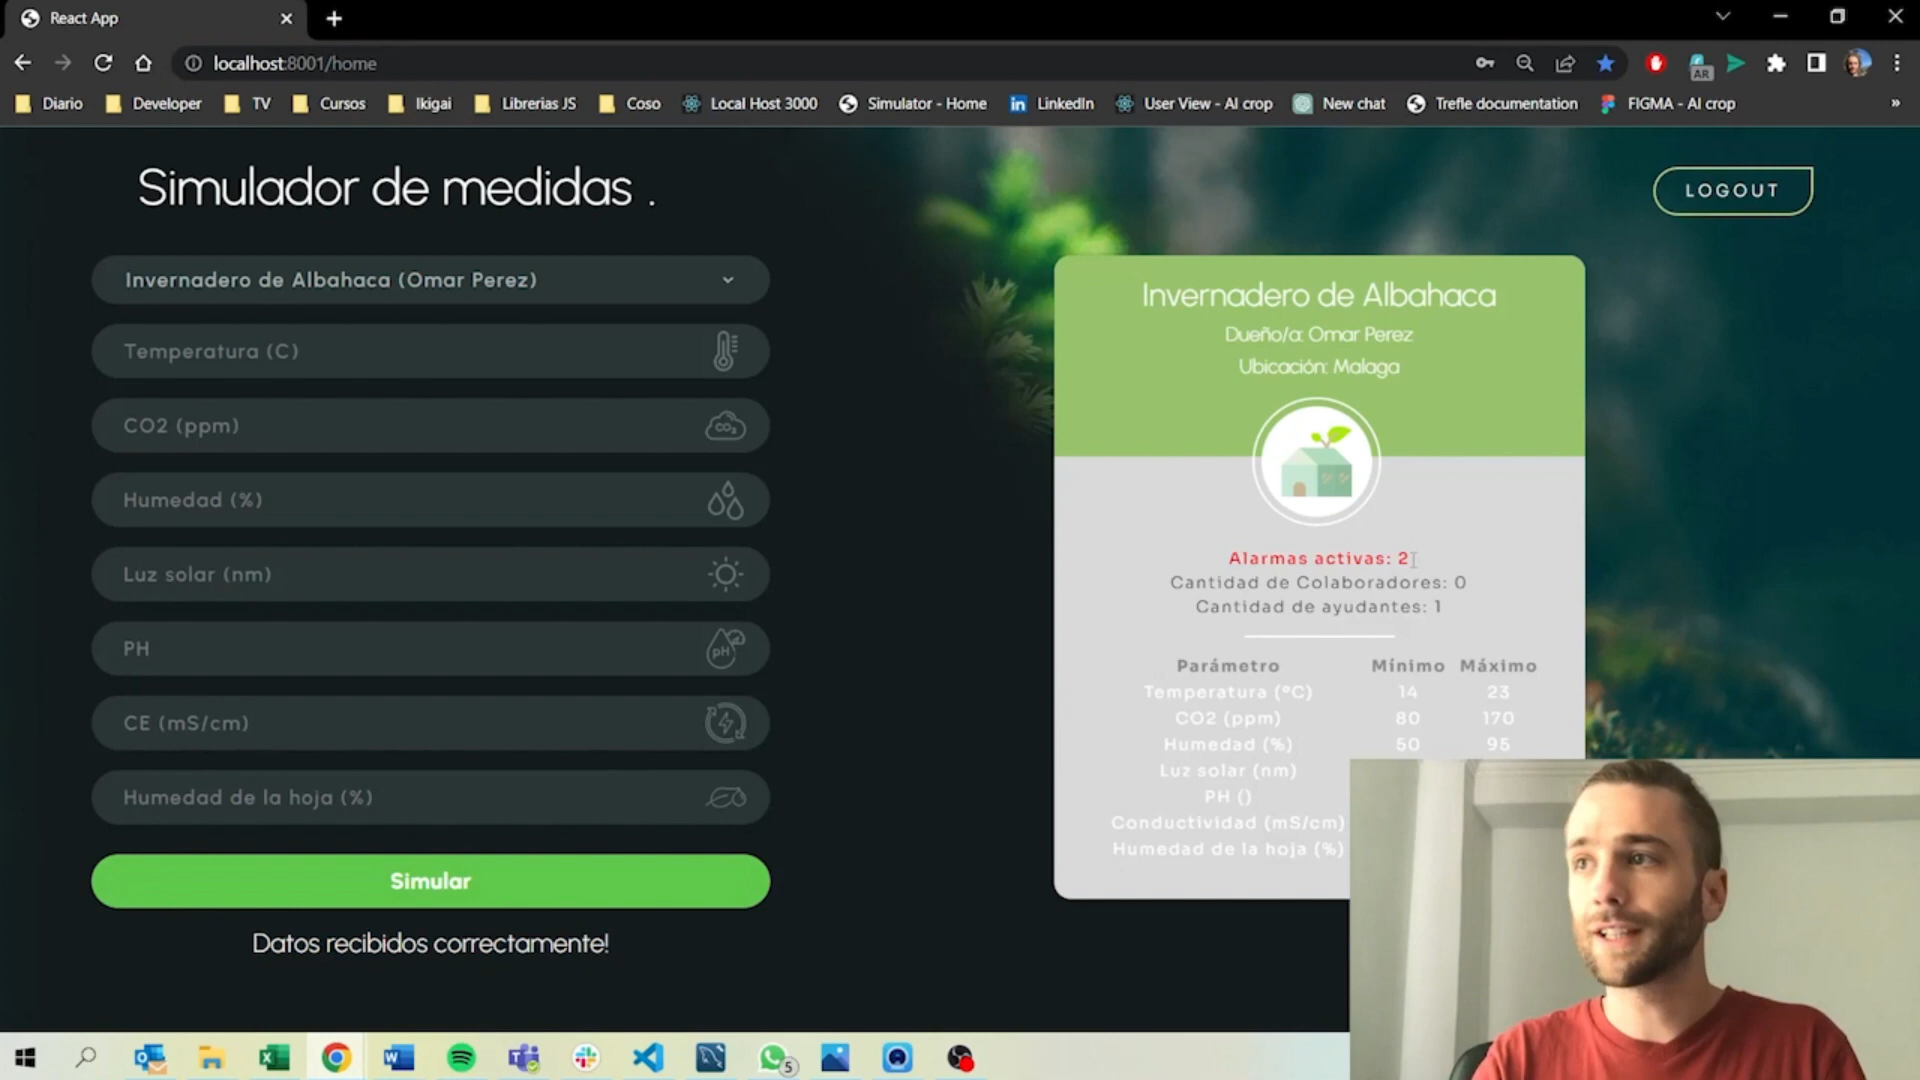 React App
localhost:8001/home
AR
Diario
Developer
TV
Cursos
Ikigai
Librerias JS
Coso
Local Host 3000
Simulator - Home
LinkedIn
User View - AI crop
New chat
Trefle documentation
FIGMA - AI crop
»
Simulador de medidas .
LOGOUT
Invernadero de Albahaca (Omar Perez)
Temperatura (C)
CO2 (ppm)
CO2
Humedad (%)
Luz solar (nm)
PH
pH
CE (mS/cm)
Humedad de la hoja (%)
Simular
Datos recibidos correctamente!
Invernadero de Albahaca
Dueño/a: Omar Perez
Ubicación: Malaga
Alarmas activas: 2
Cantidad de Colaboradores: 0
Cantidad de ayudantes: 1
Parámetro Mínimo Máximo
Temperatura (°C) 14 23
CO2 (ppm) 80 170
Humedad (%) 50 95
Luz solar (nm)
PH ()
Conductividad (mS/cm)
Humedad de la hoja (%)
5